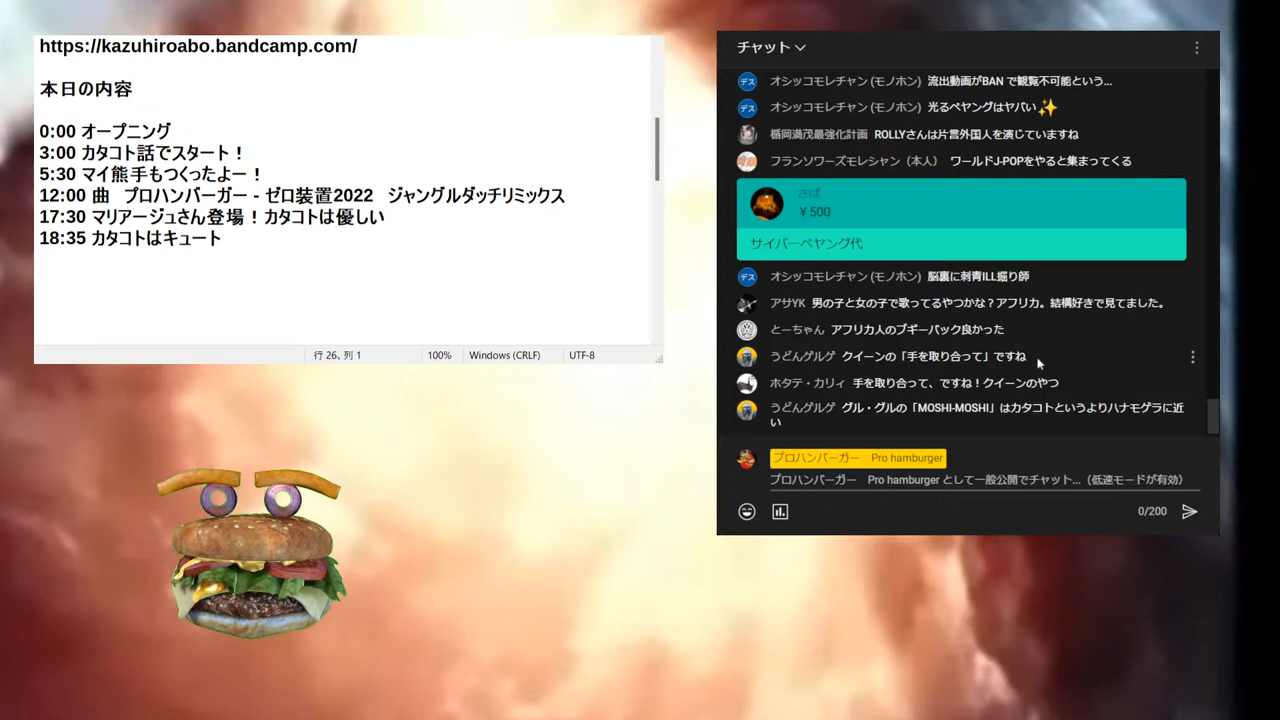 https://kazuhiroabo.bandcamp.com/
本日の内容
0:00 オープニング
3:00 カタコト話でスタート！
5:30 マイ熊手もつくったよー！
12:00 曲　プロハンバーガー - ゼロ装置2022　ジャングルダッチリミックス
17:30 マリアージュさん登場！カタコトは優しい
18:35 カタコトはキュート
行 26、列 1
100%
Windows (CRLF)
UTF-8
チャット
オシッコモレチャン (モノホン) 流出動画がBAN で観覧不可能という...
オシッコモレチャン (モノホン) 光るペヤングはヤバい✨
楯岡満茂最強化計画 ROLLYさんは片言外国人を演じていますね
フランソワーズモレシャン（本人） ワールドJ-POPをやると集まってくる
さば
￥500
サイバーペヤング代
オシッコモレチャン (モノホン) 脳裏に刺青ILL掘り師
アサYK 男の子と女の子で歌ってるやつかな？アフリカ。結構好きで見てました。
とーちゃん アフリカ人のブギーバック良かった
うどんゲルゲ クイーンの「手を取り合って」ですね
ホタテ・カリィ 手を取り合って、ですね！クイーンのやつ
うどんゲルゲ グル・グルの「MOSHI-MOSHI」はカタコトというよりハナモゲラに近
い
プロハンバーガー　Pro hamburger
プロハンバーガー　Pro hamburger として一般公開でチャット...（低速モードが有効）
0/200